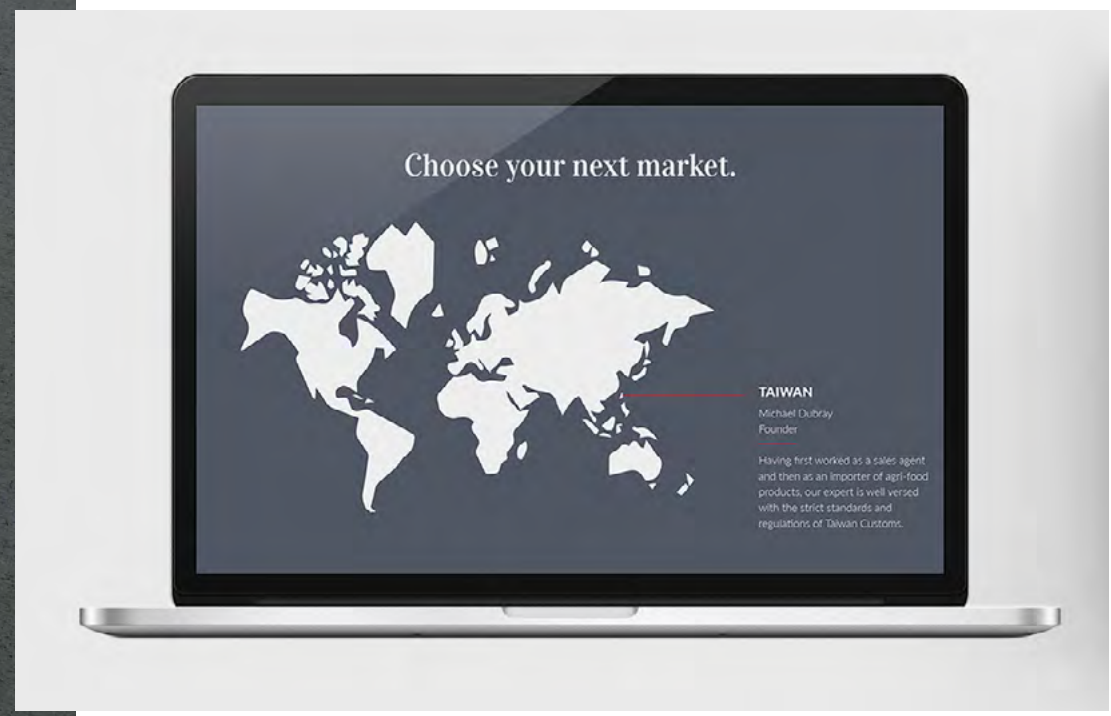 Choose your next market.
TAIWAN
Michael Dubray
Founder
Having first worked as a sales agent
and then as an importer of agri-food
products, our expert is well versed
with the strict standards and
regulations of Taiwan Customs.